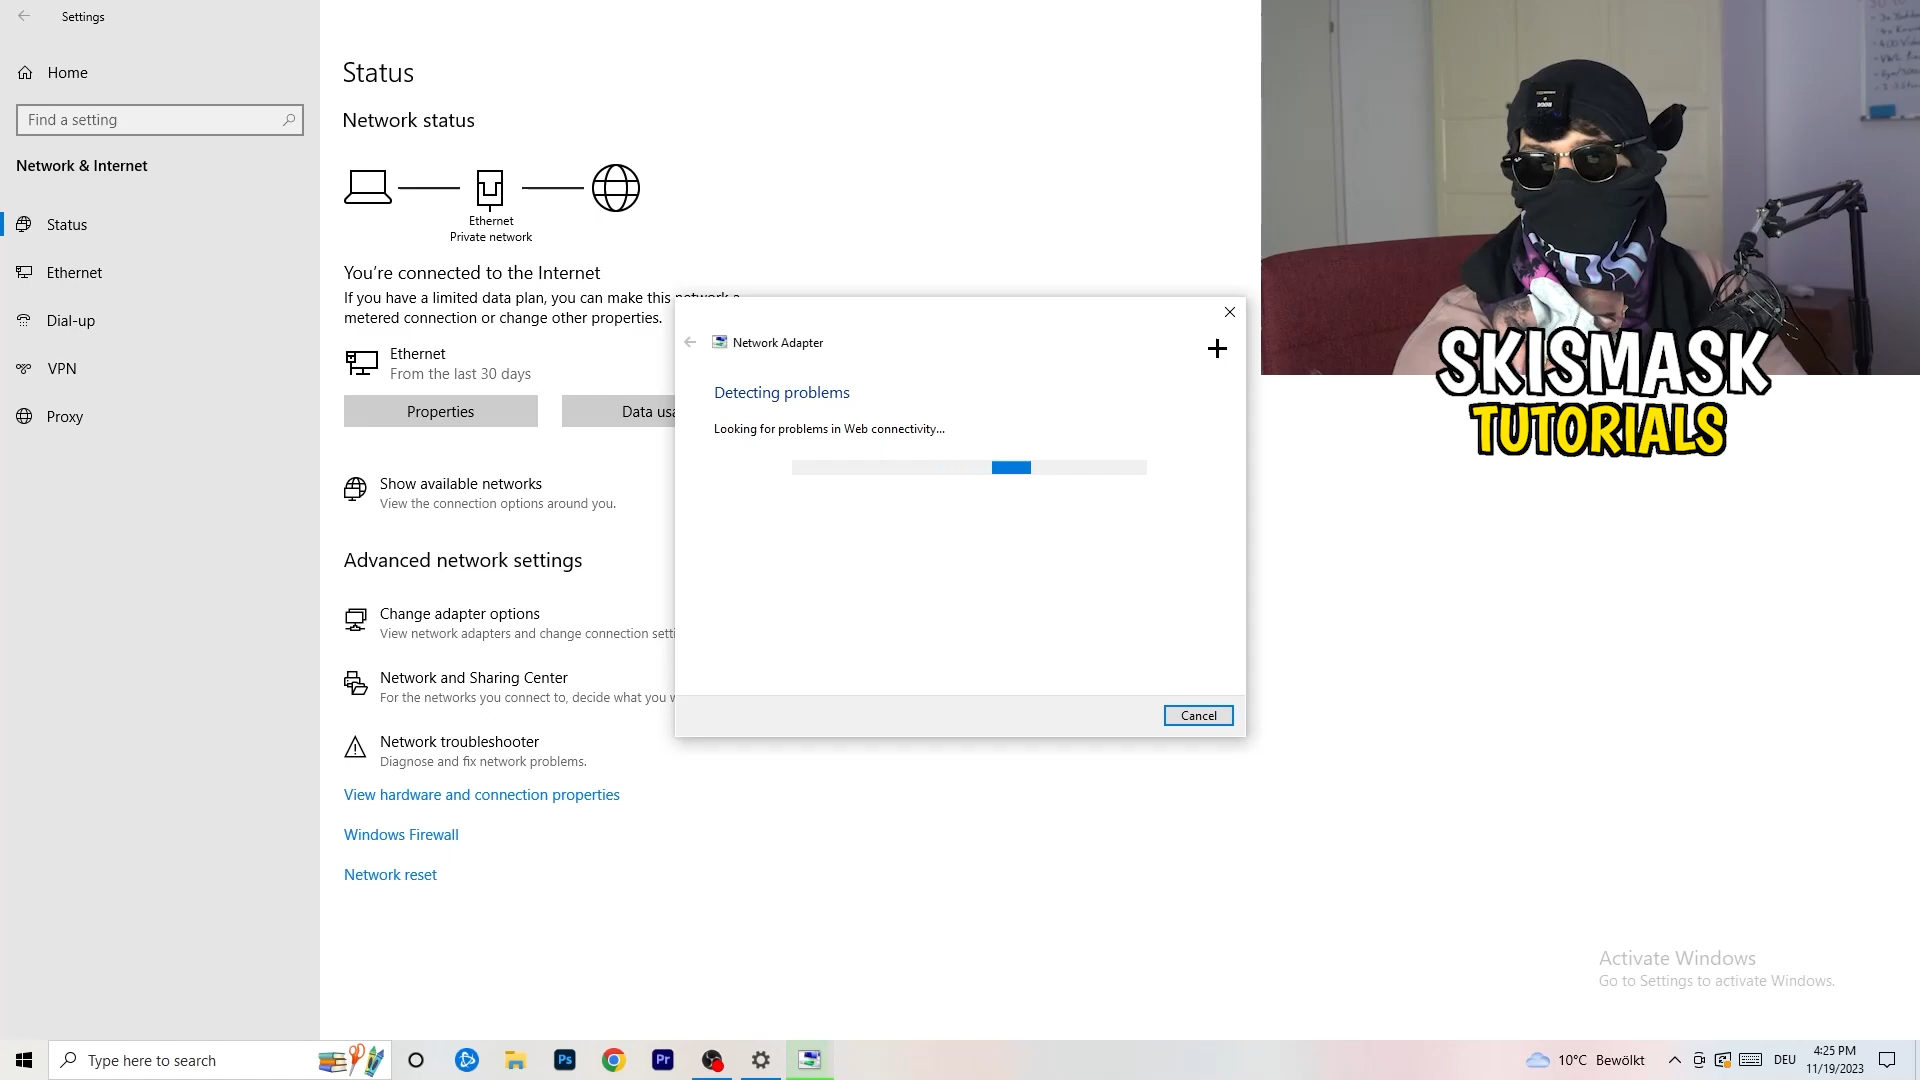 Settings
Home
Find a setting
Network & Internet
Status
Ethernet
Dial-up
VPN
Proxy
Status
Network status
Ethernet
Private network
You're connected to the Internet
If you have a limited data plan, you can make this network a
metered connection or change other properties.
Ethernet
From the last 30 days
Properties
Data usa
Show available networks
View the connection options around you.
Advanced network settings
Change adapter options
View network adapters and change connection setti
Network and Sharing Center
For the networks you connect to, decide what you w
Network troubleshooter
Diagnose and fix network problems.
View hardware and connection properties
Windows Firewall
Network reset
Network Adapter
Detecting problems
Looking for problems in Web connectivity...
Cancel
SKISMASK
TUTORIALS
Activate Windows
Go to Settings to activate Windows.
Type here to search
Ps
Pr
10°C Bewölkt
DEU
4:25 PM
11/19/2023